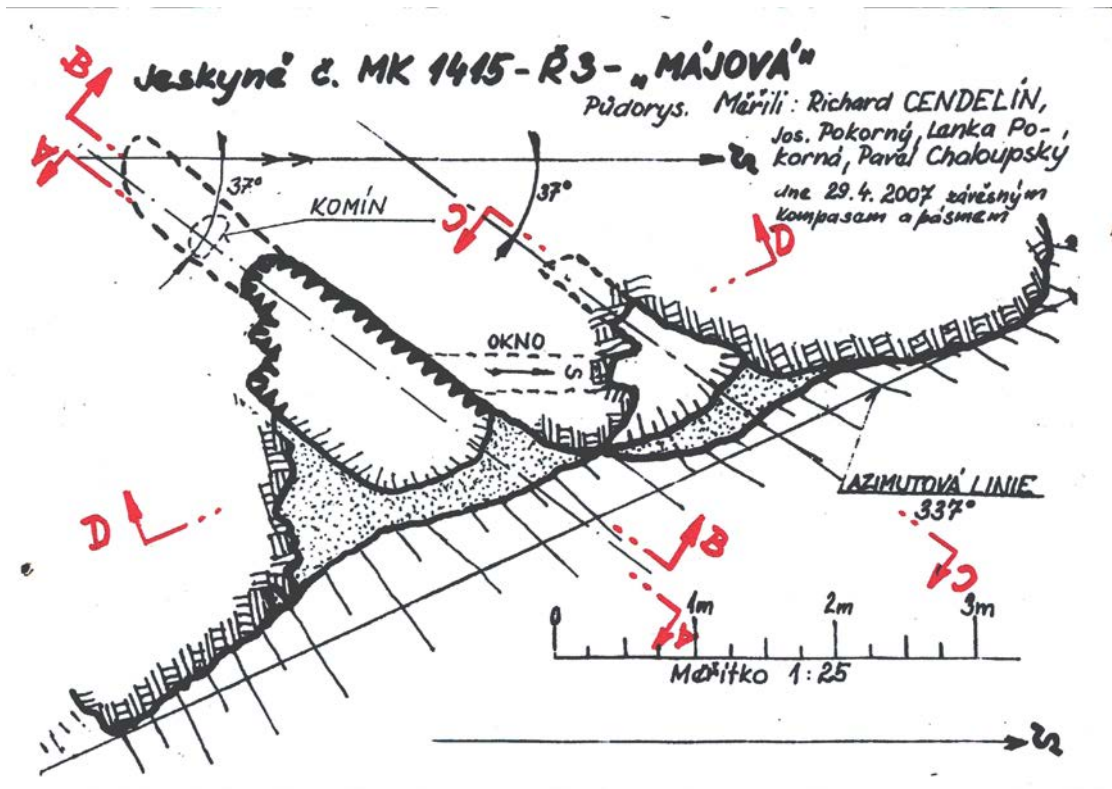 Jeskyně č. MK 1415-Ř3-„MÁJOVÁ"
Půdorys. Měřili: Richard CENDELÍN,
Jos. Pokorný, Lanka Po-
korná, Pavel Chaloupský
dne 29.4.2007 závěsným
kompasem a pásmem
B
A
37°
KOMÍN
37°
S
C
D
OKNO
S
AZIMUTOVÁ LINIE
337°
D
B
C
A
0 1m 2m 3m
Měřítko 1:25
S